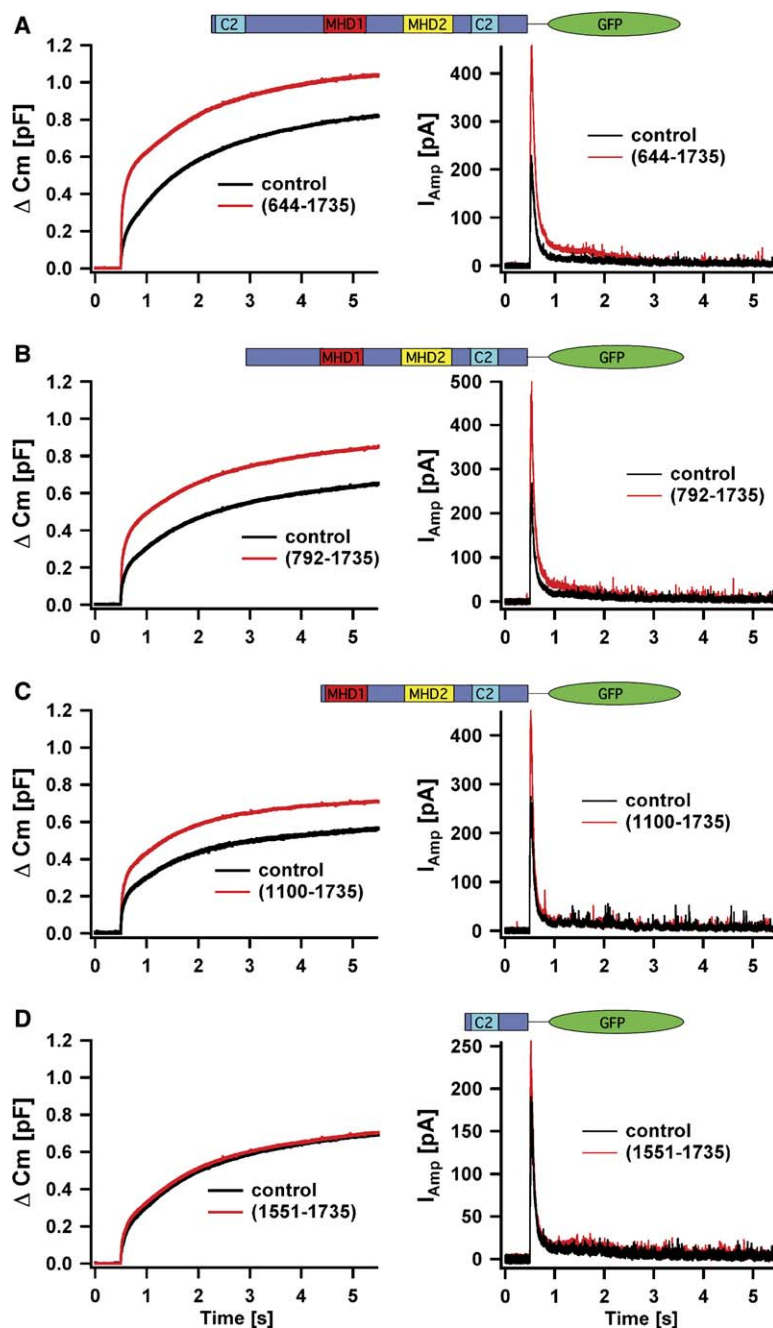 A
C2 MHD1 MHD2 C2 GFP
Δ Cm [pF]
1.2
1.0
0.8
0.6
0.4
0.2
0.0
control
(644-1735)
0 1 2 3 4 5
I Amp [pA]
400
300
200
100
0
control
(644-1735)
0 1 2 3 4 5
B
MHD1 MHD2 C2 GFP
Δ Cm [pF]
1.2
1.0
0.8
0.6
0.4
0.2
0.0
control
(792-1735)
0 1 2 3 4 5
I Amp [pA]
500
400
300
200
100
0
control
(792-1735)
0 1 2 3 4 5
C
MHD1 MHD2 C2 GFP
Δ Cm [pF]
1.2
1.0
0.8
0.6
0.4
0.2
0.0
control
(1100-1735)
0 1 2 3 4 5
I Amp [pA]
400
300
200
100
0
control
(1100-1735)
0 1 2 3 4 5
D
C2 GFP
Δ Cm [pF]
1.2
1.0
0.8
0.6
0.4
0.2
0.0
control
(1551-1735)
0 1 2 3 4 5
Time [s]
I Amp [pA]
250
200
150
100
50
0
control
(1551-1735)
0 1 2 3 4 5
Time [s]